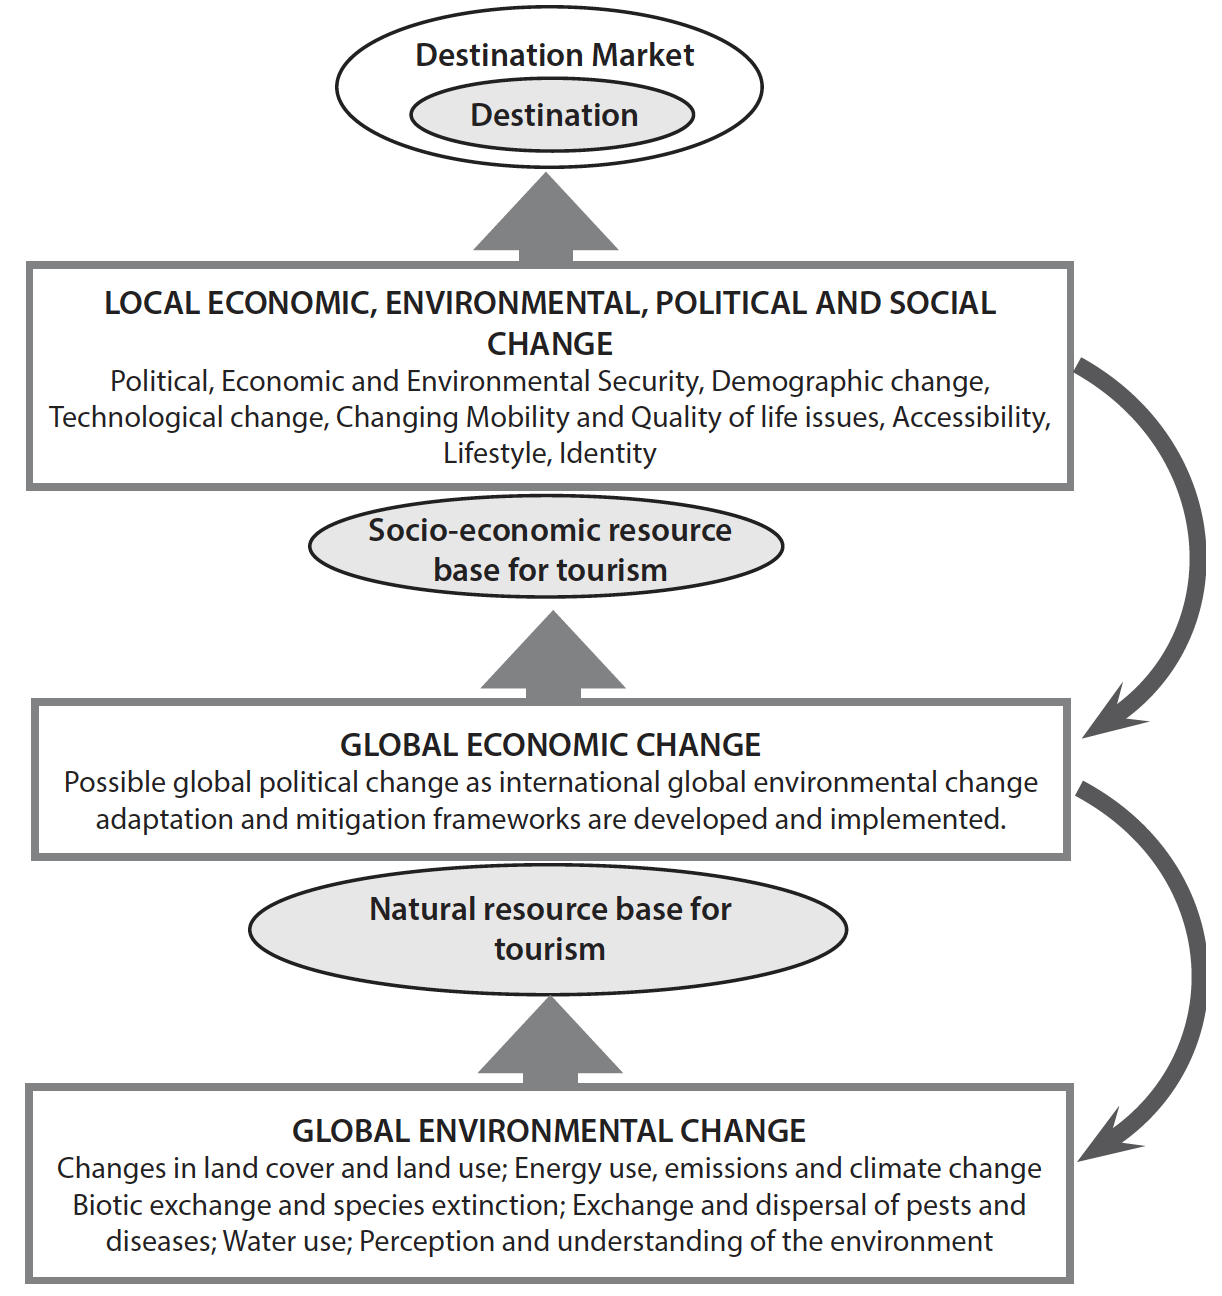 Destination Market
Destination
LOCAL ECONOMIC, ENVIRONMENTAL, POLITICAL AND SOCIAL
CHANGE
Political, Economic and Environmental Security, Demographic change,
Technological change, Changing Mobility and Quality of life issues, Accessibility,
Lifestyle, Identity
Socio-economic resource
base for tourism
GLOBAL ECONOMIC CHANGE
Possible global political change as international global environmental change
adaptation and mitigation frameworks are developed and implemented.
Natural resource base for
tourism
GLOBAL ENVIRONMENTAL CHANGE
Changes in land cover and land use; Energy use, emissions and climate change
Biotic exchange and species extinction; Exchange and dispersal of pests and
diseases; Water use; Perception and understanding of the environment